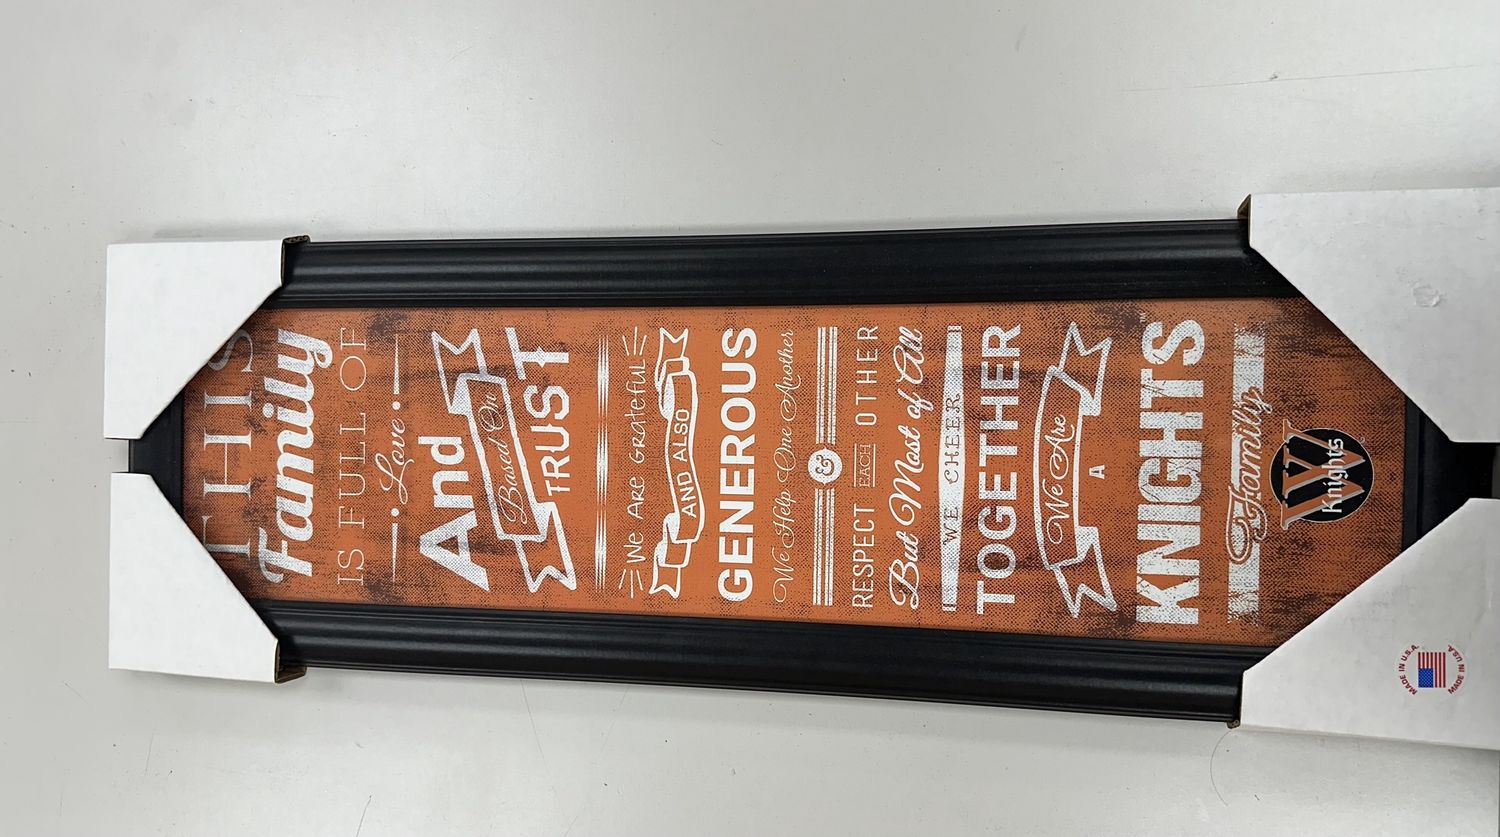 THIS
Family
IS FULL OF
Love
And
Based On
TRUST
We ARE GRateFUL
AND ALSO
GENEROUS
We Help One Another
&
RESPECT EACH OTHER
But Most of All
WE CHEER
TOGETHER
We Are
A
KNIGHTS™
Family
W
Knights
MADE IN U.S.A.
MADE IN U.S.A.